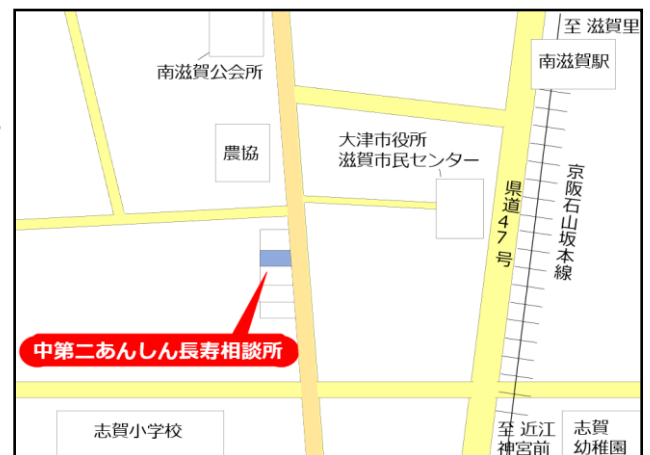 至 滋賀里
南滋賀駅
南滋賀公会所
農協
大津市役所
滋賀市民センター
京阪石山坂本線
県道47号
中第二あんしん長寿相談所
志賀小学校
至 近江
神宮前
志賀
幼稚園